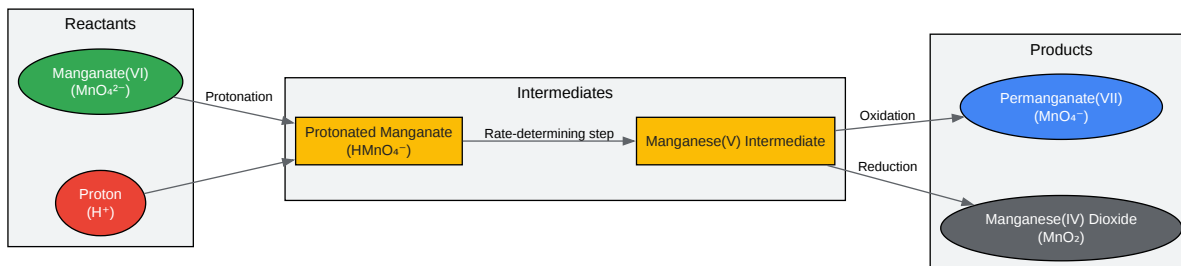 Reactants
Manganate(VI)
(MnO₄²⁻)
Proton
(H⁺)
Protonation
Intermediates
Protonated Manganate
(HMnO₄⁻)
Rate-determining step
Manganese(V) Intermediate
Oxidation
Reduction
Products
Permanganate(VII)
(MnO₄⁻)
Manganese(IV) Dioxide
(MnO₂)